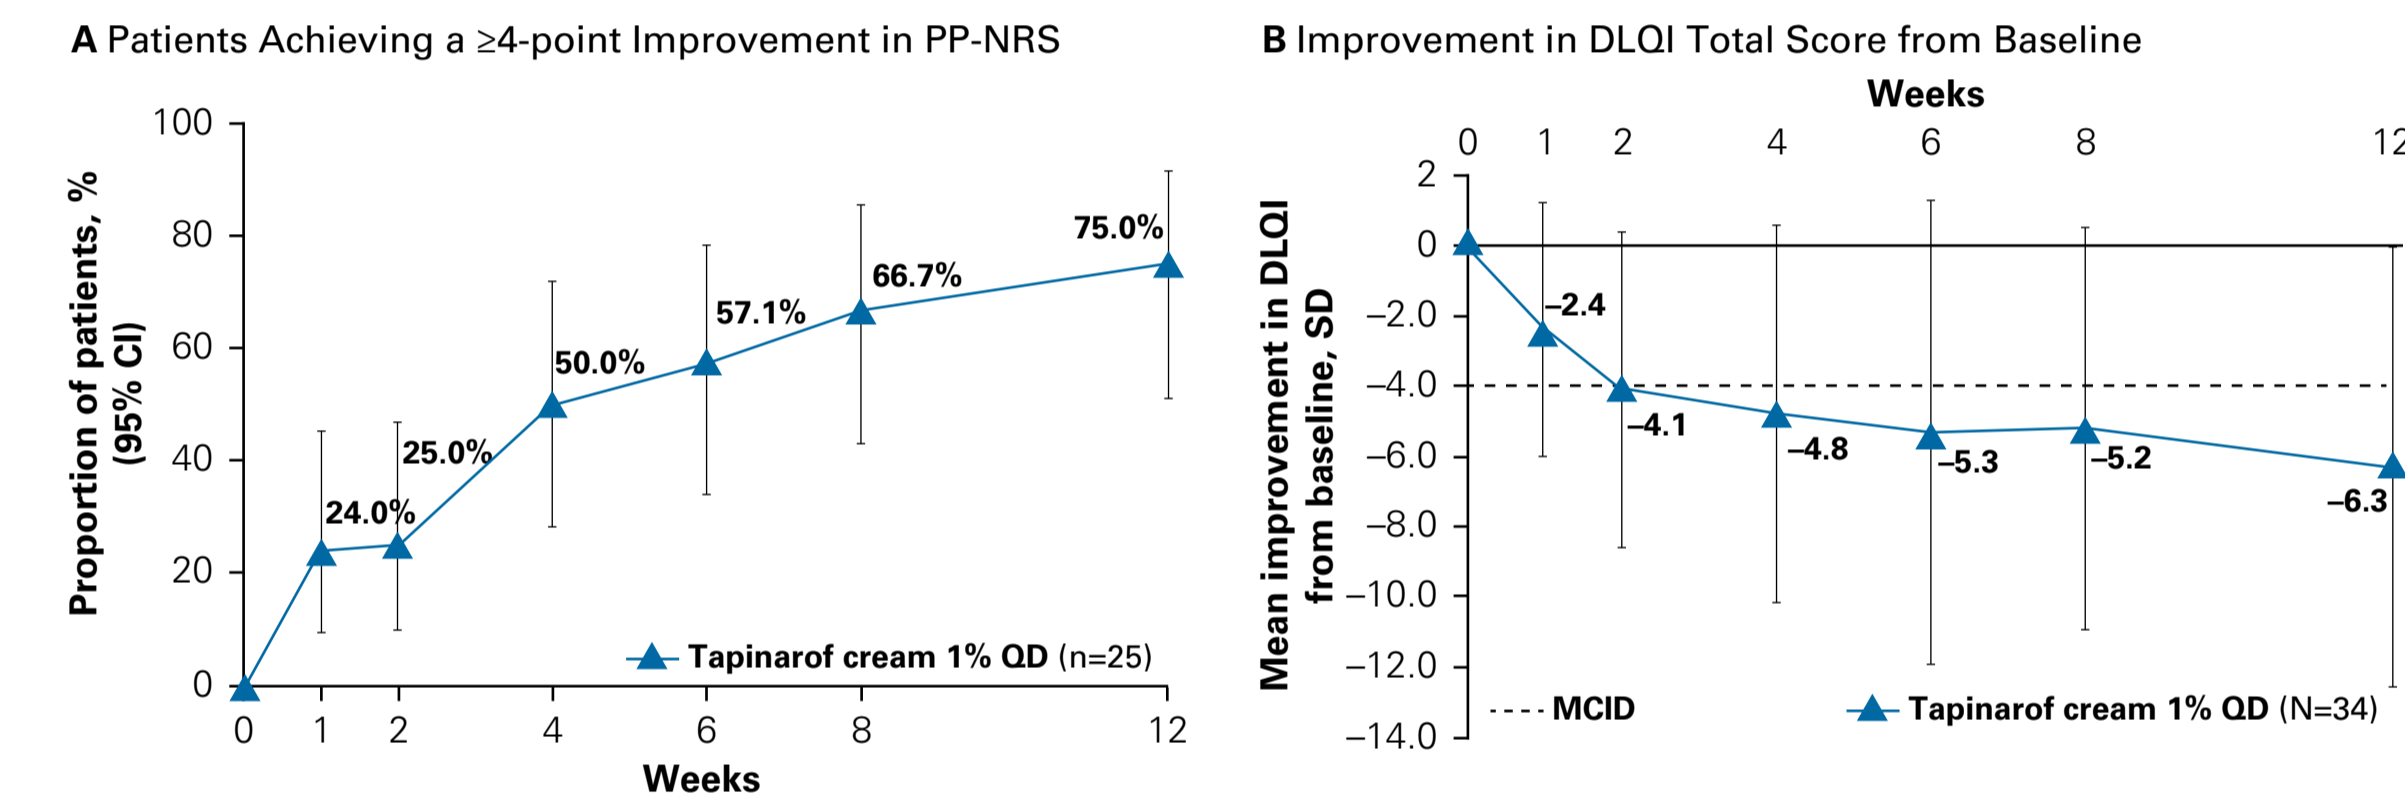 A Patients Achieving a ≥4-point Improvement in PP-NRS
Proportion of patients, %
(95% CI)
100
80
60
40
20
0
24.0%
25.0%
50.0%
57.1%
66.7%
75.0%
Tapinarof cream 1% QD (n=25)
0 1 2 4 6 8 12
Weeks
B Improvement in DLQI Total Score from Baseline
Weeks
0 1 2 4 6 8 12
Mean improvement in DLQI
from baseline, SD
2
0
–2.0
–4.0
–6.0
–8.0
–10.0
–12.0
–14.0
–2.4
–4.1
–4.8
–5.3
–5.2
–6.3
MCID
Tapinarof cream 1% QD (N=34)